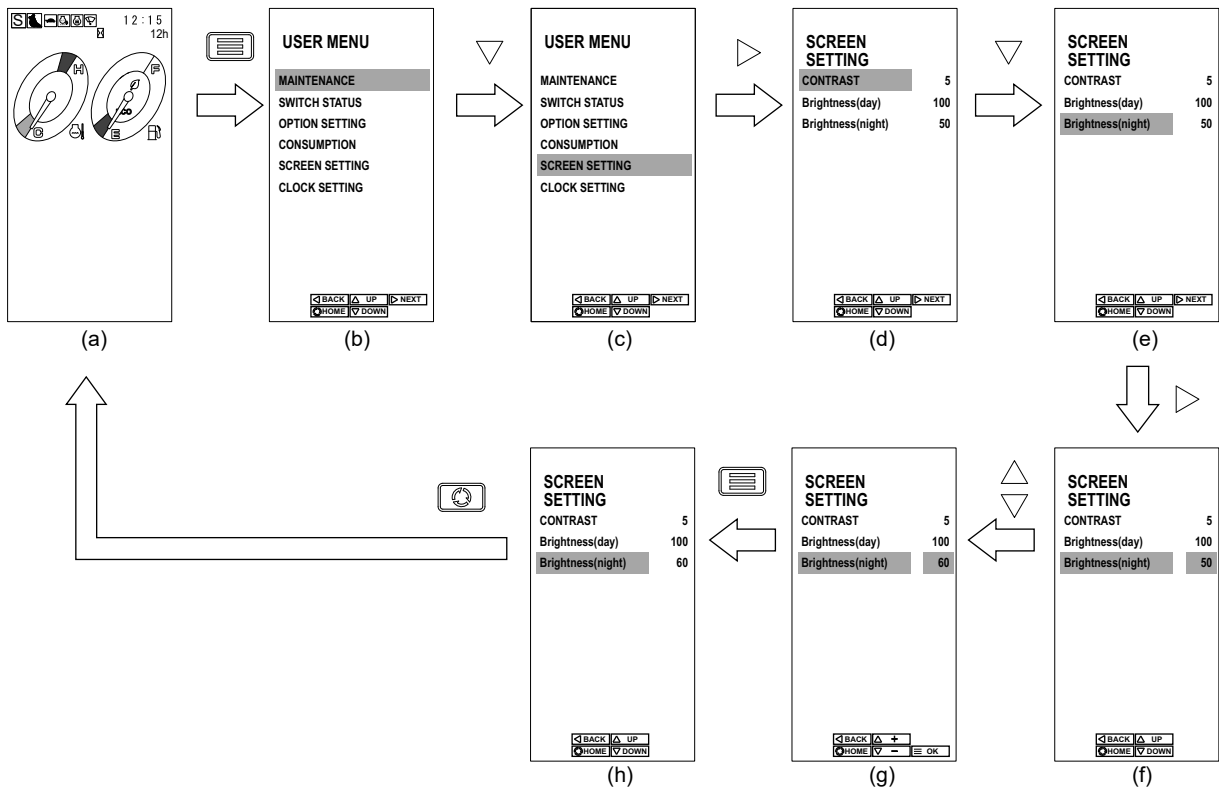 S
12:15
12h
H
F
eco
C
E
(a)
USER MENU
MAINTENANCE
SWITCH STATUS
OPTION SETTING
CONSUMPTION
SCREEN SETTING
CLOCK SETTING
BACK UP NEXT
HOME DOWN
(b)
USER MENU
MAINTENANCE
SWITCH STATUS
OPTION SETTING
CONSUMPTION
SCREEN SETTING
CLOCK SETTING
BACK UP NEXT
HOME DOWN
(c)
SCREEN
SETTING
CONTRAST 5
Brightness(day) 100
Brightness(night) 50
BACK UP NEXT
HOME DOWN
(d)
SCREEN
SETTING
CONTRAST 5
Brightness(day) 100
Brightness(night) 50
BACK UP NEXT
HOME DOWN
(e)
SCREEN
SETTING
CONTRAST 5
Brightness(day) 100
Brightness(night) 60
BACK UP
HOME DOWN
(h)
SCREEN
SETTING
CONTRAST 5
Brightness(day) 100
Brightness(night) 60
BACK +
HOME − OK
(g)
SCREEN
SETTING
CONTRAST 5
Brightness(day) 100
Brightness(night) 50
BACK UP
HOME DOWN
(f)